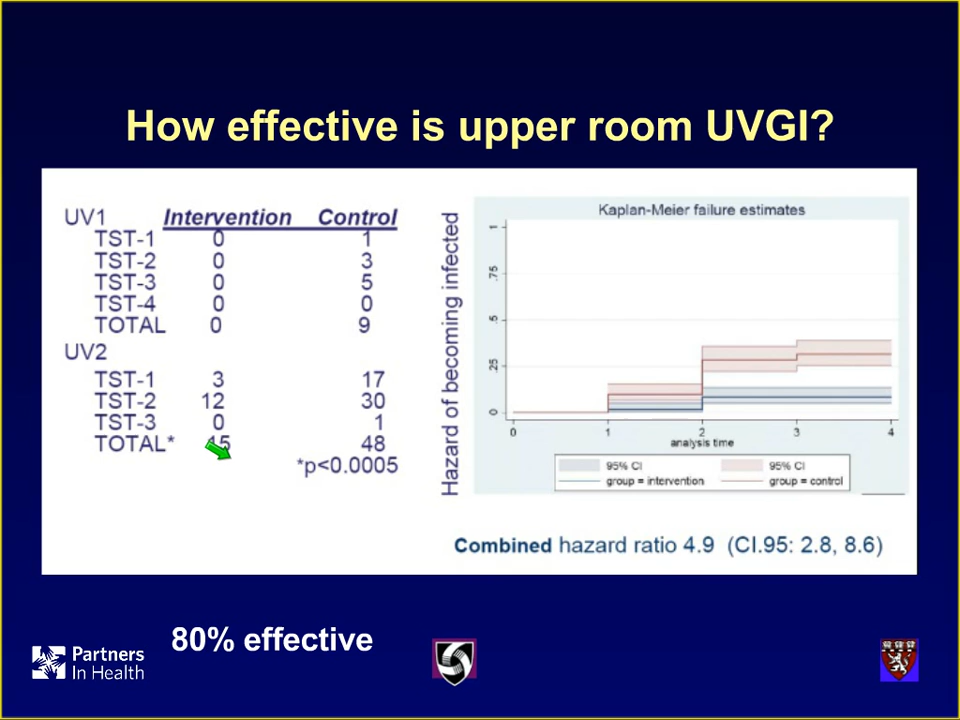 How effective is upper room UVGI?
UV1 Intervention Control
TST-1 0 1
TST-2 0 3
TST-3 0 5
TST-4 0 0
TOTAL 0 9
UV2
TST-1 3 17
TST-2 12 30
TST-3 0 1
TOTAL* 15 48
*p<0.0005
Kaplan-Meier failure estimates
Hazard of becoming infected
1
.75
.5
.25
0
0 1 2 3 4
analysis time
95% CI 95% CI
group = intervention group = control
Combined hazard ratio 4.9 (CI.95: 2.8, 8.6)
80% effective
Partners
In Health